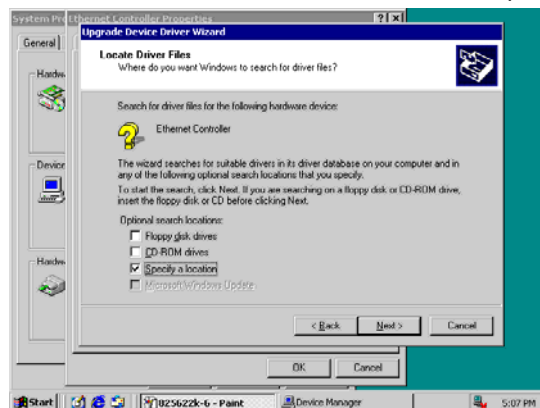 System Pr
Ethernet Controller Properties
General
Upgrade Device Driver Wizard
Locate Driver Files
Where do you want Windows to search for driver files?
Hardw
Search for driver files for the following hardware device:
Ethernet Controller
Device
The wizard searches for suitable drivers in its driver database on your computer and in
any of the following optional search locations that you specify.
To start the search, click Next. If you are searching on a floppy disk or CD-ROM drive,
insert the floppy disk or CD before clicking Next.
Optional search locations:
Floppy disk drives
CD-ROM drives
Hardw
Specify a location
Microsoft Windows Update
< Back Next > Cancel
OK Cancel
Start 825622k-6 - Paint Device Manager 5:07 PM